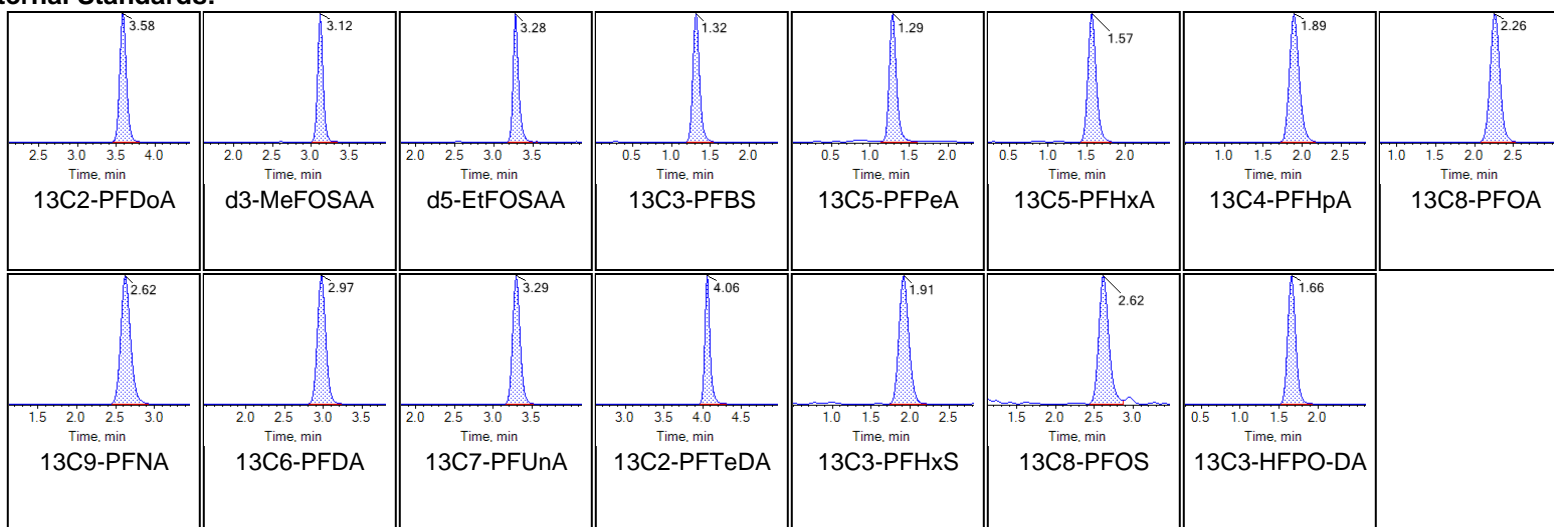 ternal Standards:
3.58 3.12 3.28 1.32 1.29 1.57 1.89 2.26
2.5 3.0 3.5 4.0 2.0 2.5 3.0 3.5 2.0 2.5 3.0 3.5 0.5 1.0 1.5 2.0 0.5 1.0 1.5 2.0 0.5 1.0 1.5 2.0 1.0 1.5 2.0 2.5 1.0 1.5 2.0 2.5
Time, min Time, min Time, min Time, min Time, min Time, min Time, min Time, min
13C2-PFDoA d3-MeFOSAA d5-EtFOSAA 13C3-PFBS 13C5-PFPeA 13C5-PFHxA 13C4-PFHpA 13C8-PFOA
2.62 2.97 3.29 4.06 1.91 2.62 1.66
1.5 2.0 2.5 3.0 2.0 2.5 3.0 3.5 2.0 2.5 3.0 3.5 3.0 3.5 4.0 4.5 1.0 1.5 2.0 2.5 1.5 2.0 2.5 3.0 0.5 1.0 1.5 2.0
Time, min Time, min Time, min Time, min Time, min Time, min Time, min
13C9-PFNA 13C6-PFDA 13C7-PFUnA 13C2-PFTeDA 13C3-PFHxS 13C8-PFOS 13C3-HFPO-DA